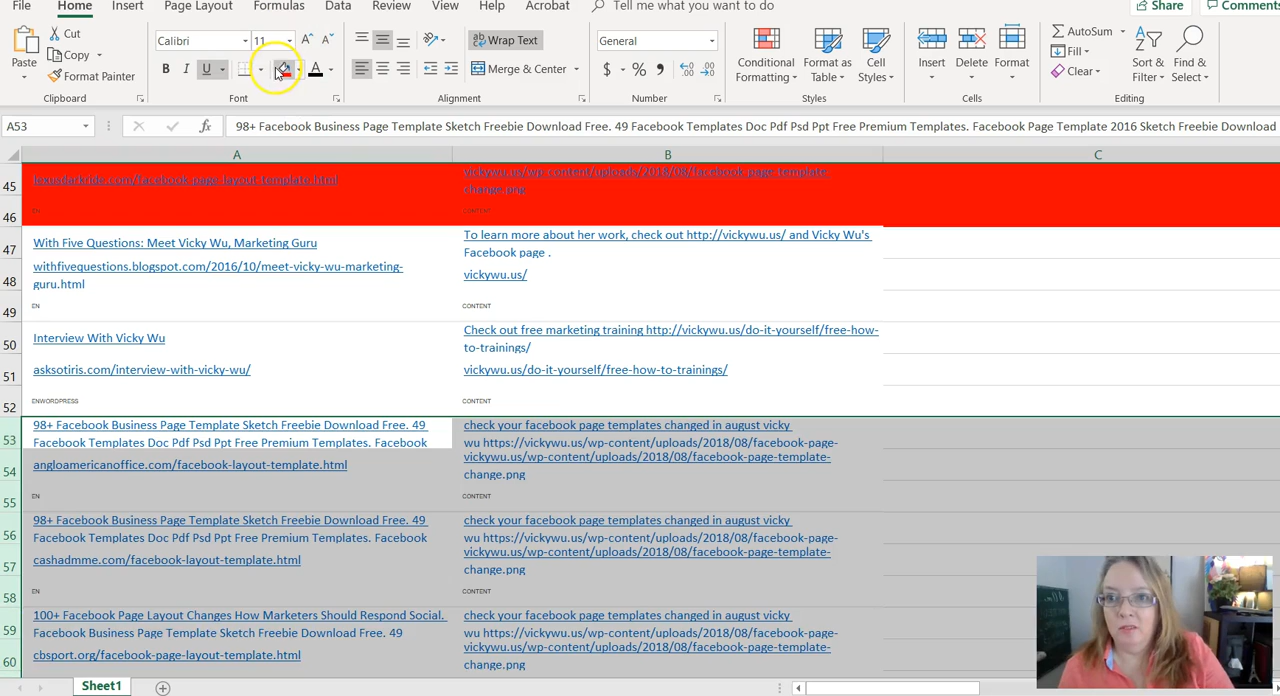 File Home Insert Page Layout Formulas Data Review View Help Acrobat Tell me what you want to do Share Comments
Cut
Copy
Format Painter
Paste
Clipboard
Calibri 11
B I U A
Font
ab Wrap Text
Merge & Center
Alignment
General
$ % ,
Number
Conditional Formatting
Format as Table
Cell Styles
Styles
Insert
Delete
Format
Cells
AutoSum
Fill
Clear
Sort & Filter
Find & Select
Editing
A53 fx 98+ Facebook Business Page Template Sketch Freebie Download Free. 49 Facebook Templates Doc Pdf Psd Ppt Free Premium Templates. Facebook Page Template 2016 Sketch Freebie Download
A B C
45 lexusdarkride.com/facebook-page-layout-template.html vickywu.us/wp-content/uploads/2018/08/facebook-page-template-
change.png
46 EN CONTENT
47 With Five Questions: Meet Vicky Wu, Marketing Guru To learn more about her work, check out http://vickywu.us/ and Vicky Wu's
Facebook page .
48 withfivequestions.blogspot.com/2016/10/meet-vicky-wu-marketing- vickywu.us/
guru.html
49 EN CONTENT
50 Interview With Vicky Wu Check out free marketing training http://vickywu.us/do-it-yourself/free-how-
to-trainings/
51 asksotiris.com/interview-with-vicky-wu/ vickywu.us/do-it-yourself/free-how-to-trainings/
52 ENWORDPRESS CONTENT
53 98+ Facebook Business Page Template Sketch Freebie Download Free. 49 check your facebook page templates changed in august vicky
Facebook Templates Doc Pdf Psd Ppt Free Premium Templates. Facebook wu https://vickywu.us/wp-content/uploads/2018/08/facebook-page-
54 angloamericanoffice.com/facebook-layout-template.html vickywu.us/wp-content/uploads/2018/08/facebook-page-template-
change.png
55 EN CONTENT
56 98+ Facebook Business Page Template Sketch Freebie Download Free. 49 check your facebook page templates changed in august vicky
Facebook Templates Doc Pdf Psd Ppt Free Premium Templates. Facebook wu https://vickywu.us/wp-content/uploads/2018/08/facebook-page-
57 cashadmme.com/facebook-layout-template.html vickywu.us/wp-content/uploads/2018/08/facebook-page-template-
change.png
58 EN CONTENT
59 100+ Facebook Page Layout Changes How Marketers Should Respond Social. check your facebook page templates changed in august vicky
Facebook Business Page Template Sketch Freebie Download Free. 49 wu https://vickywu.us/wp-content/uploads/2018/08/facebook-page-
60 cbsport.org/facebook-page-layout-template.html vickywu.us/wp-content/uploads/2018/08/facebook-page-template-
change.png
Sheet1